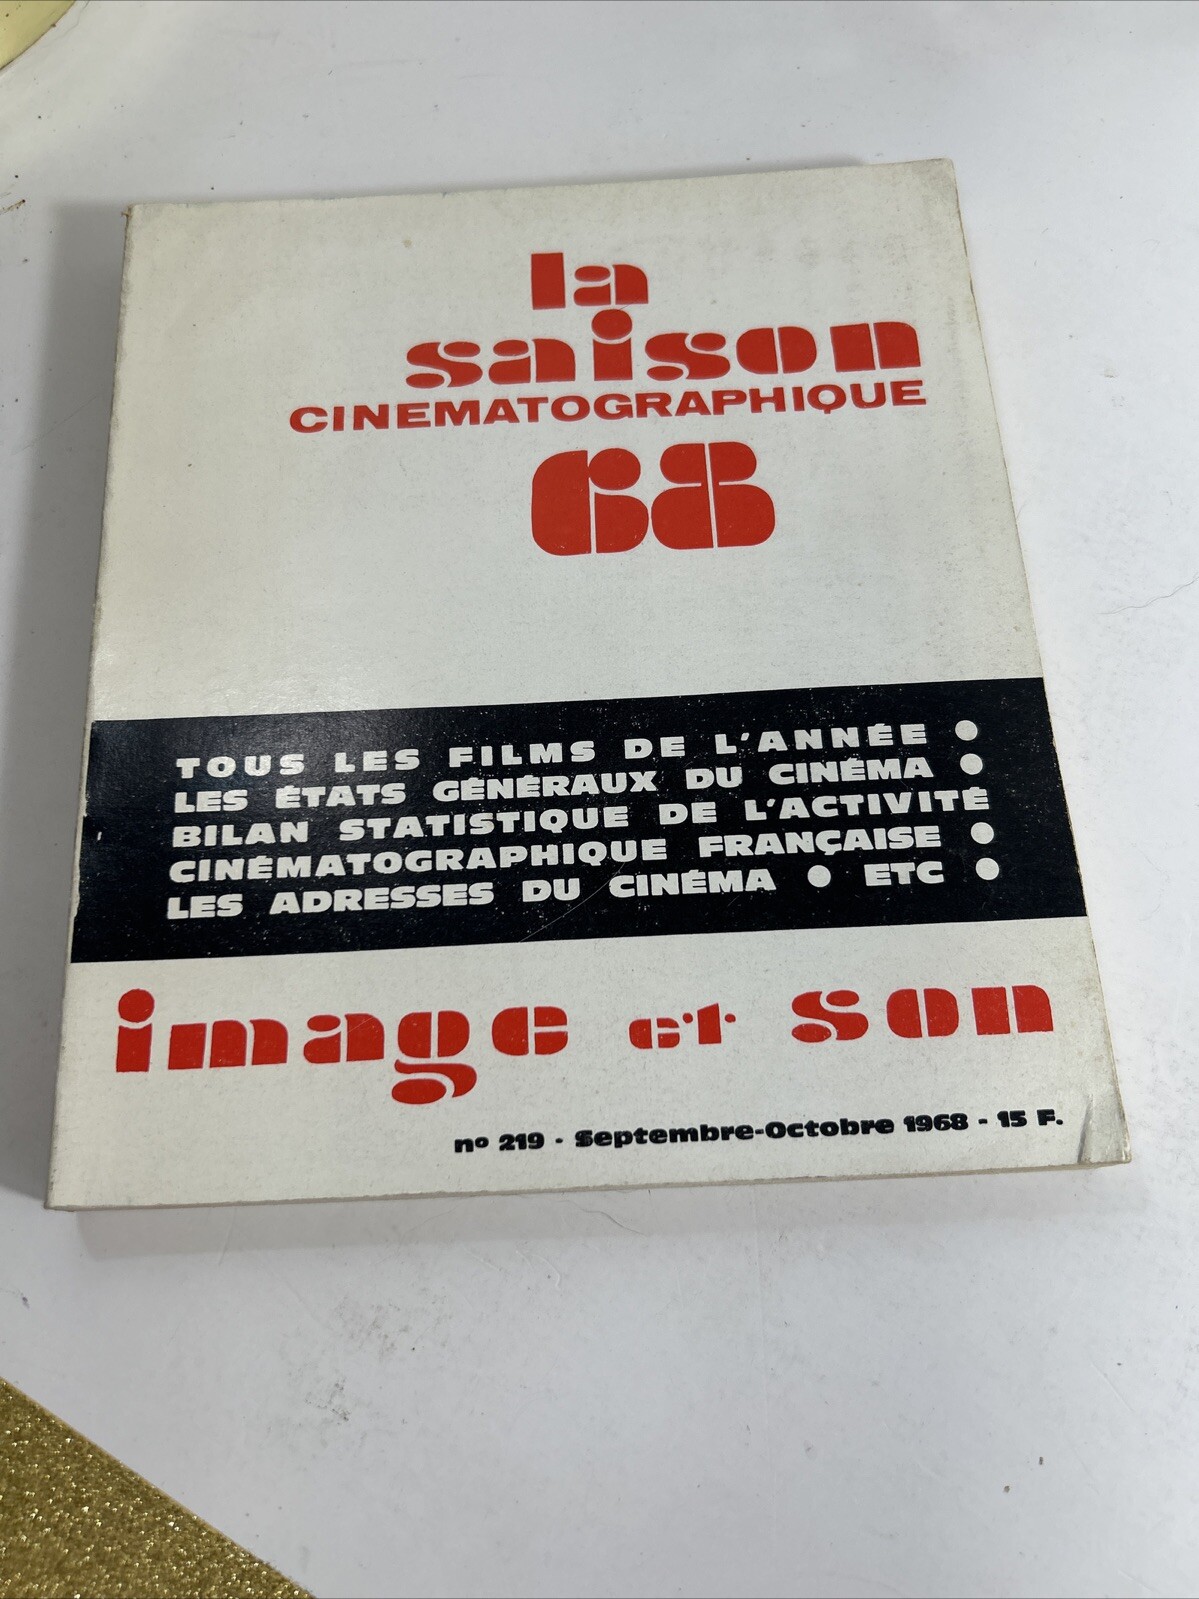 la
saison
CINEMATOGRAPHIQUE
68
TOUS LES FILMS DE L'ANNÉE ●
LES ÉTATS GÉNÉRAUX DU CINÉMA ●
BILAN STATISTIQUE DE L'ACTIVITÉ
CINÉMATOGRAPHIQUE FRANÇAISE ●
LES ADRESSES DU CINÉMA ● ETC ●
image et son
nº 219 - Septembre-Octobre 1968 - 15 F.